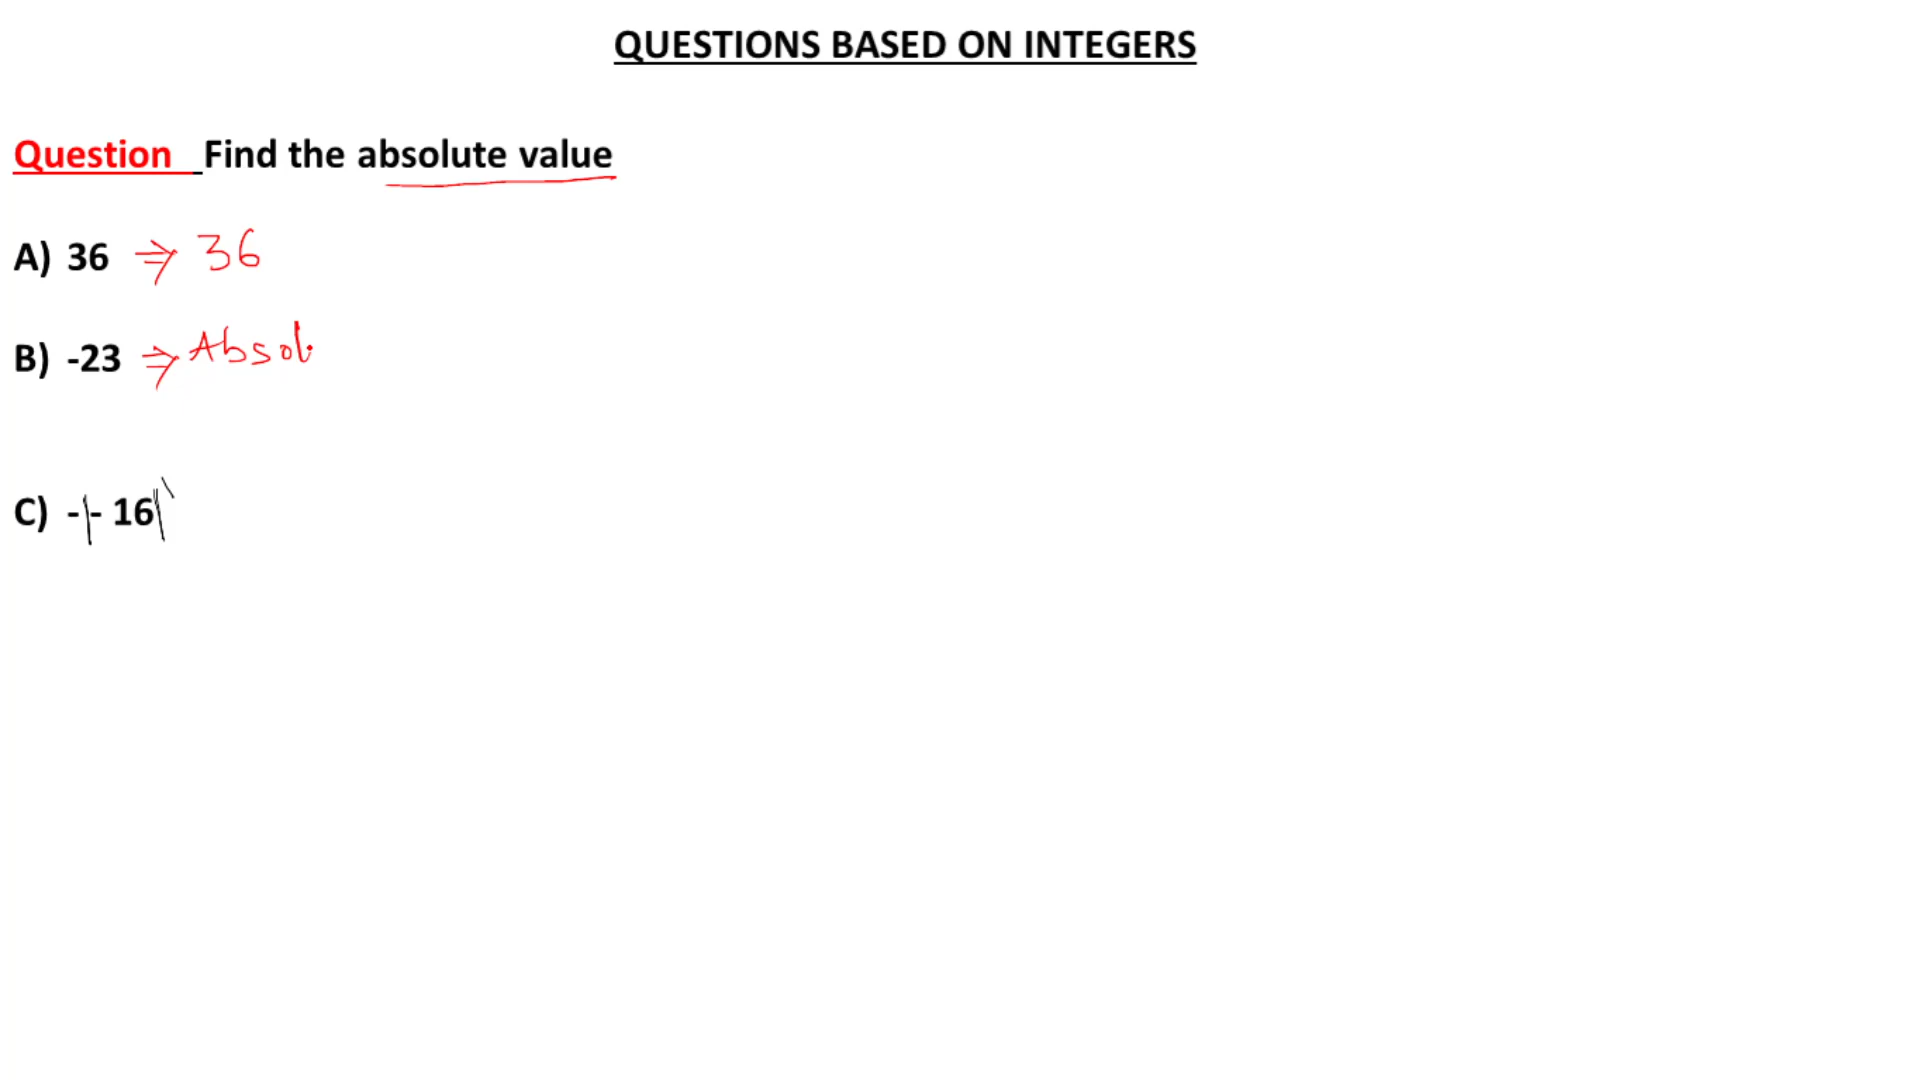 QUESTIONS BASED ON INTEGERS
Question Find the absolute value
A) 36 ⇒ 36
B) -23 ⇒ Absol
C) -|- 16|